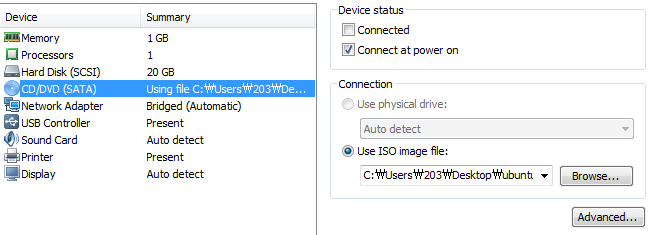 Device Summary
Memory 1 GB
Processors 1
Hard Disk (SCSI) 20 GB
CD/DVD (SATA) Using file C:₩Users₩203₩De...
Network Adapter Bridged (Automatic)
USB Controller Present
Sound Card Auto detect
Printer Present
Display Auto detect
Device status
Connected
Connect at power on
Connection
Use physical drive:
Auto detect
Use ISO image file:
C:₩Users₩203₩Desktop₩ubuntu Browse...
Advanced...